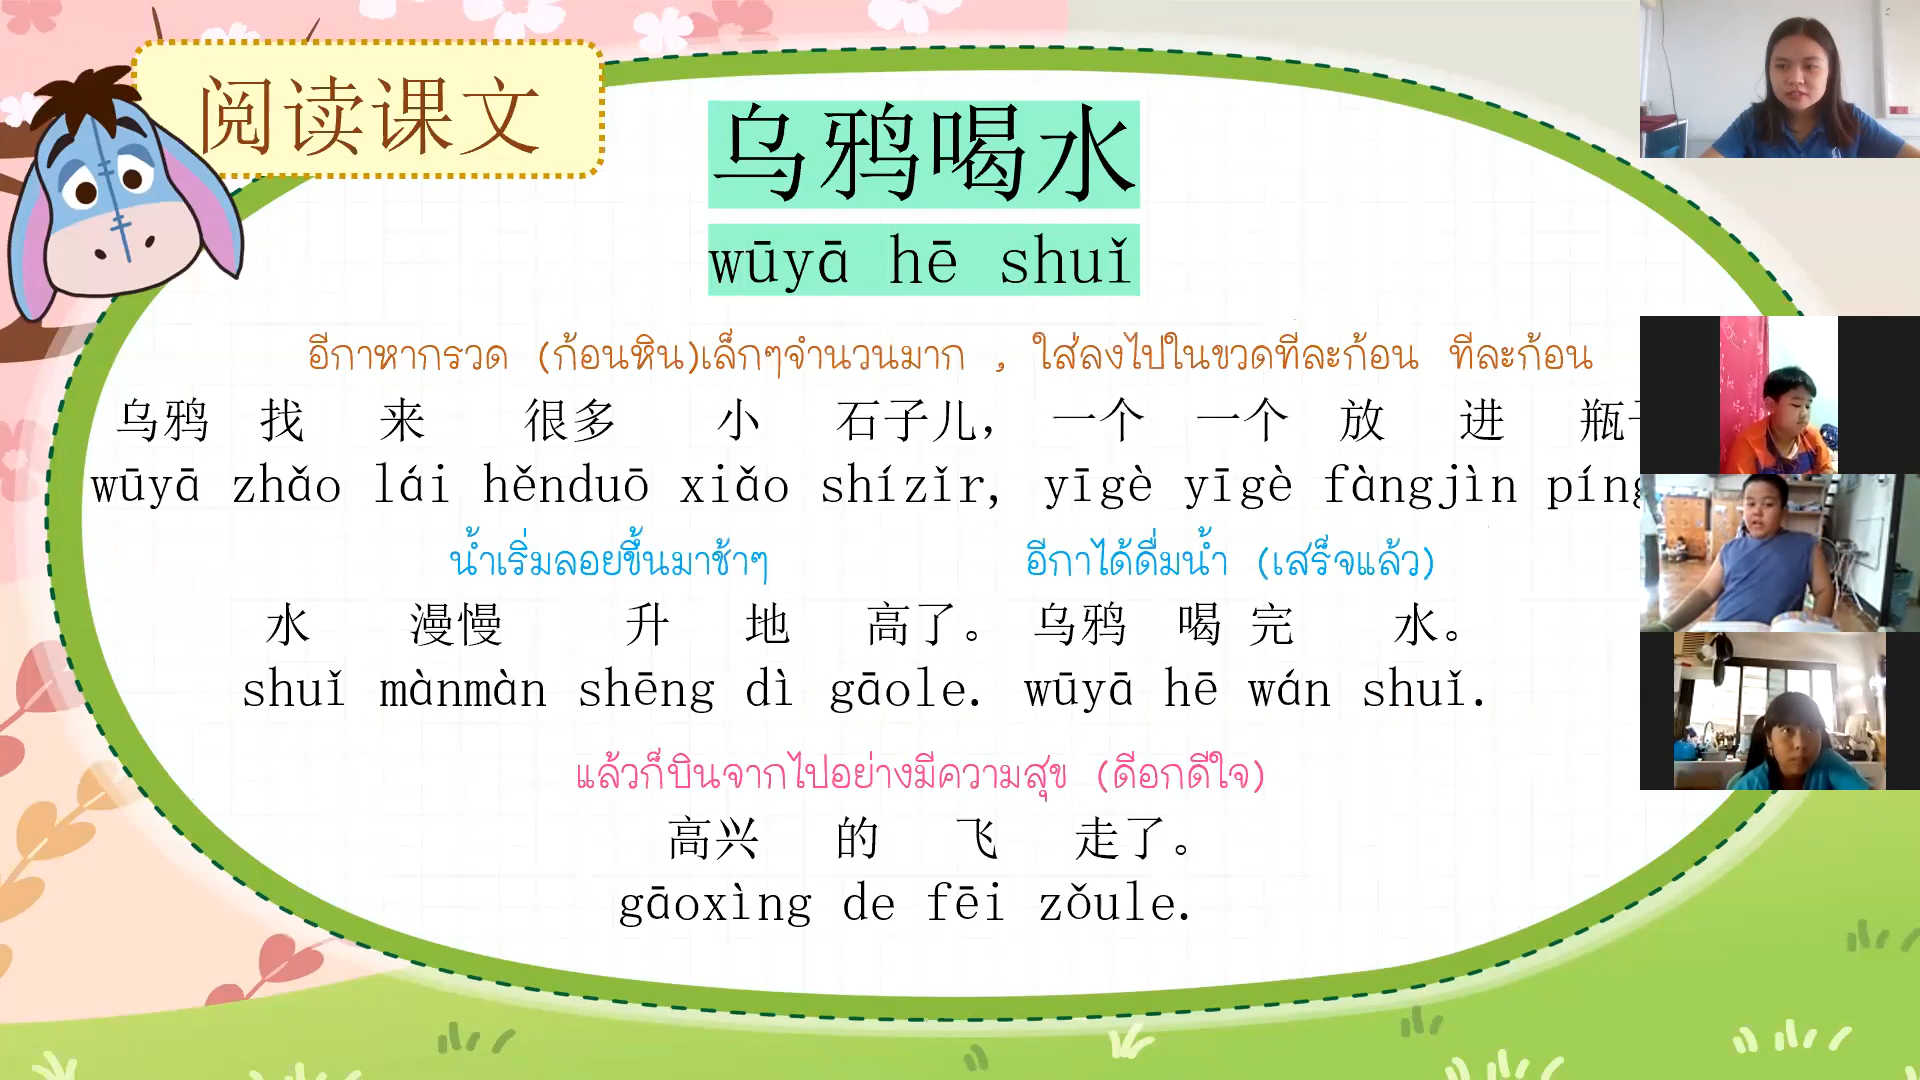 阅读课文
乌鸦喝水
wūyā hē shuǐ
อีกาหากรวด (ก้อนหิน)เล็กๆจำนวนมาก , ใส่ลงไปในขวดทีละก้อน ทีละก้อน
乌鸦 找 来 很多 小 石子儿， 一个 一个 放 进 瓶
wūyā zhǎo lái hěnduō xiǎo shízǐr, yīgè yīgè fàngjìn píng
น้ำเริ่มลอยขึ้นมาช้าๆ อีกาได้ดื่มน้ำ (เสร็จแล้ว)
水 漫慢 升 地 高了。 乌鸦 喝 完 水。
shuǐ mànmàn shēng dì gāole. wūyā hē wán shuǐ.
แล้วก็บินจากไปอย่างมีความสุข (ดีอกดีใจ)
高兴 的 飞 走了。
gāoxìng de fēi zǒule.